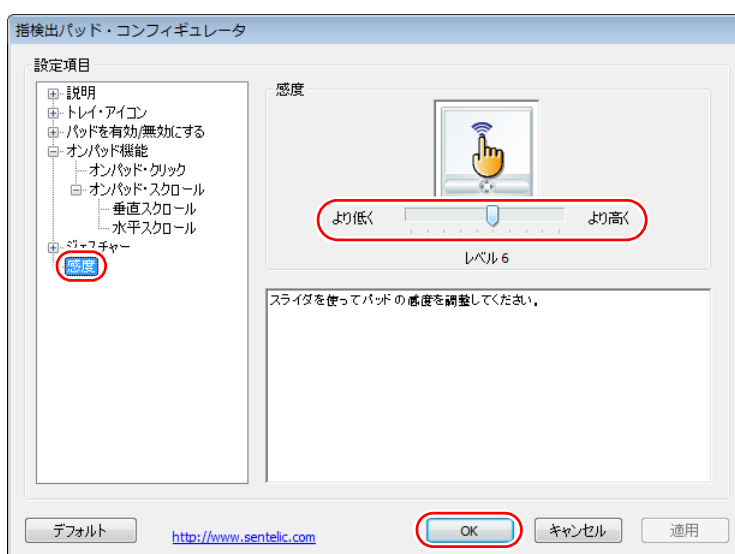 指検出パッド・コンフィギュレータ
設定項目
説明
トレイ・アイコン
パッドを有効/無効にする
オンパッド機能
オンパッド・クリック
オンパッド・スクロール
垂直スクロール
水平スクロール
ジェスチャー
感度
感度
より低く より高く
レベル 6
スライダを使ってパッドの感度を調整してください。
デフォルト http://www.sentelic.com OK キャンセル 適用